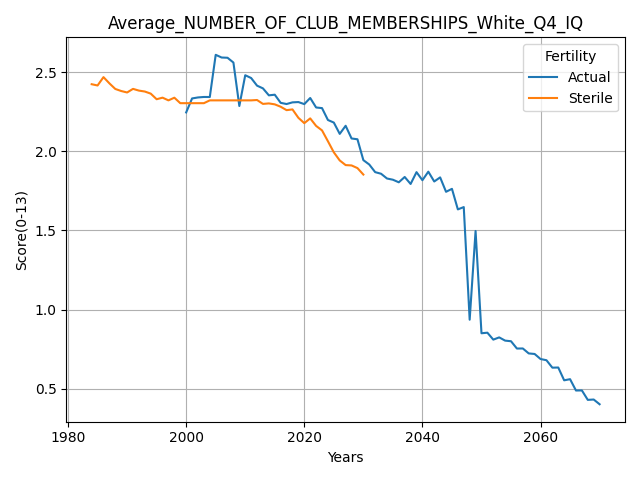 Average_NUMBER_OF_CLUB_MEMBERSHIPS_White_Q4_IQ
Fertility
Actual
Sterile
Score(0-13)
2.5
2.0
1.5
1.0
0.5
1980 2000 2020 2040 2060
Years